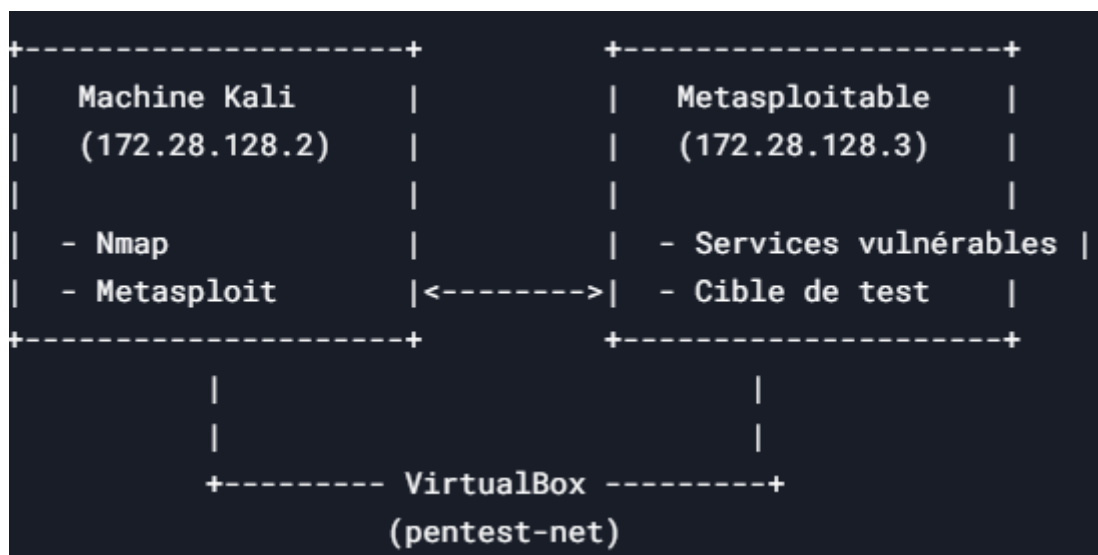 +---------------------+          +---------------------+
|   Machine Kali      |          |   Metasploitable    |
|   (172.28.128.2)    |          |   (172.28.128.3)    |
|                     |          |                     |
|  - Nmap             |          |  - Services vulnérables |
|  - Metasploit       |<-------->|  - Cible de test    |
+---------------------+          +---------------------+
           |                             |
           |                             |
           +--------- VirtualBox ---------+
                     (pentest-net)